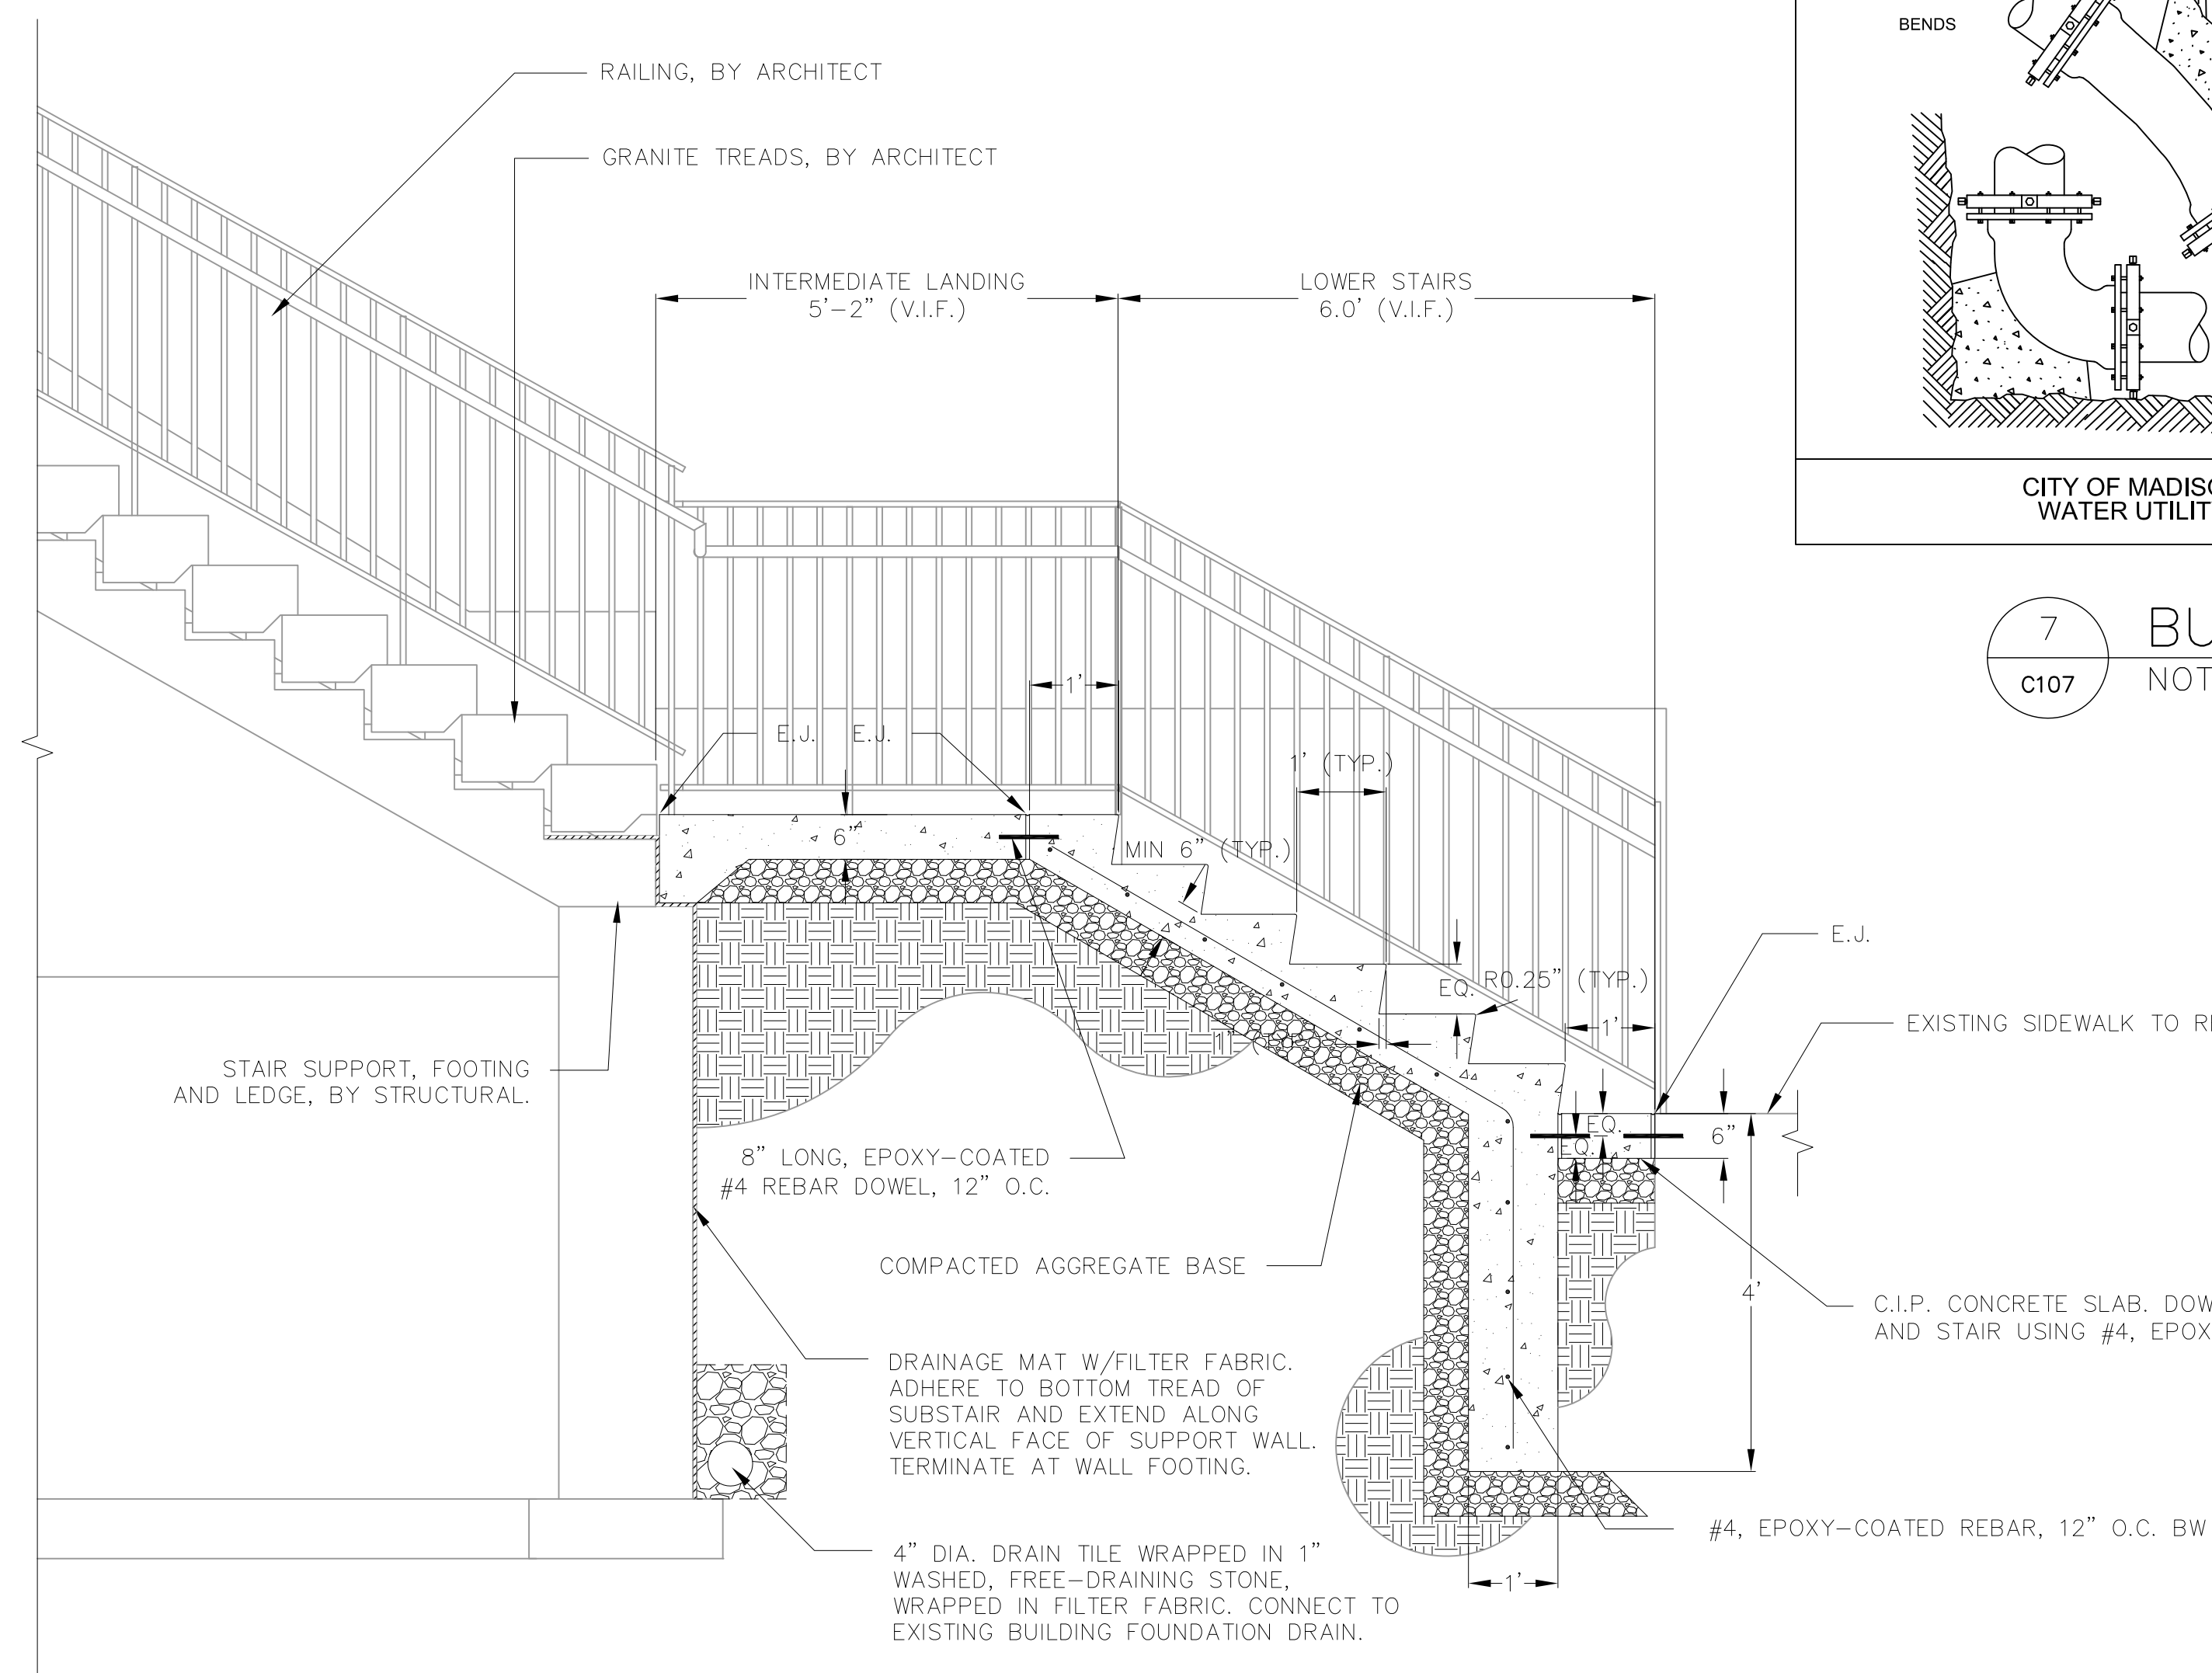 BENDS
RAILING, BY ARCHITECT
GRANITE TREADS, BY ARCHITECT
INTERMEDIATE LANDING
5'-2" (V.I.F.)
LOWER STAIRS
6.0' (V.I.F.)
CITY OF MADISO
WATER UTILIT
7
C107
BU
NOT
1'
E.J.
E.J.
1' (TYP.)
6"
MIN 6" (TYP.)
E.J.
EQ.
R0.25" (TYP.)
1'
EXISTING SIDEWALK TO RE
1"
STAIR SUPPORT, FOOTING
AND LEDGE, BY STRUCTURAL.
EQ.
EQ.
6"
8" LONG, EPOXY-COATED
#4 REBAR DOWEL, 12" O.C.
COMPACTED AGGREGATE BASE
4'
C.I.P. CONCRETE SLAB. DOW
AND STAIR USING #4, EPOX
DRAINAGE MAT W/FILTER FABRIC.
ADHERE TO BOTTOM TREAD OF
SUBSTAIR AND EXTEND ALONG
VERTICAL FACE OF SUPPORT WALL.
TERMINATE AT WALL FOOTING.
#4, EPOXY-COATED REBAR, 12" O.C. BW
4" DIA. DRAIN TILE WRAPPED IN 1"
WASHED, FREE-DRAINING STONE,
WRAPPED IN FILTER FABRIC. CONNECT TO
EXISTING BUILDING FOUNDATION DRAIN.
1'